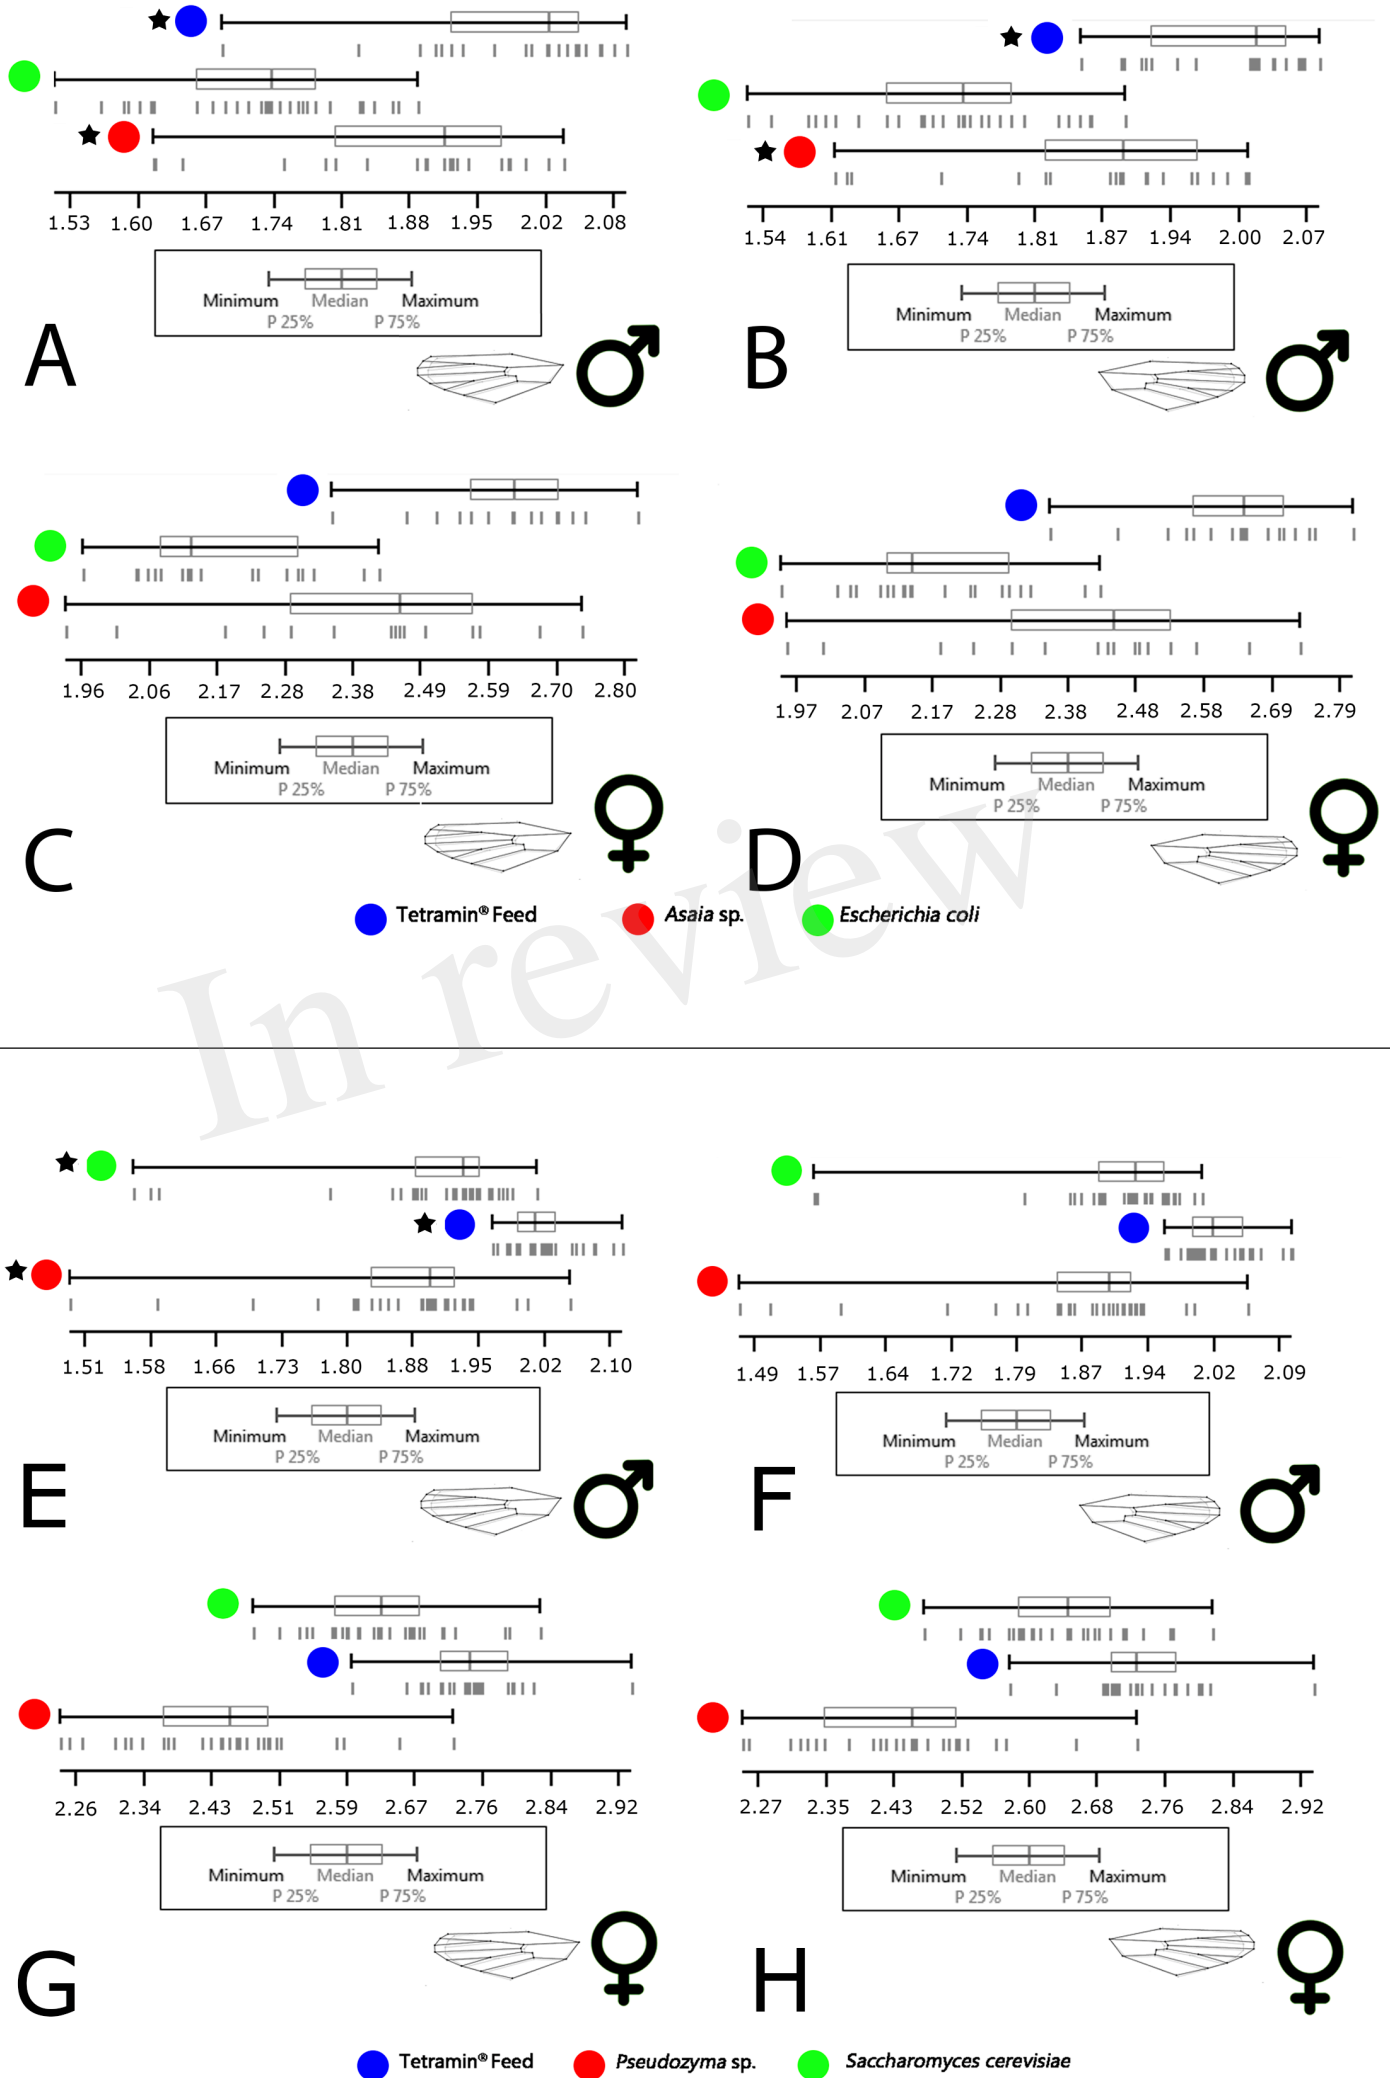 1.53 1.60 1.67 1.74 1.81 1.88 1.95 2.02 2.08
Minimum Median Maximum
P 25% P 75%
A
1.54 1.61 1.67 1.74 1.81 1.87 1.94 2.00 2.07
Minimum Median Maximum
P 25% P 75%
B
1.96 2.06 2.17 2.28 2.38 2.49 2.59 2.70 2.80
Minimum Median Maximum
P 25% P 75%
C
1.97 2.07 2.17 2.28 2.38 2.48 2.58 2.69 2.79
Minimum Median Maximum
P 25% P 75%
D
Tetramin® Feed Asaia sp. Escherichia coli
In review
1.51 1.58 1.66 1.73 1.80 1.88 1.95 2.02 2.10
Minimum Median Maximum
P 25% P 75%
E
1.49 1.57 1.64 1.72 1.79 1.87 1.94 2.02 2.09
Minimum Median Maximum
P 25% P 75%
F
2.26 2.34 2.43 2.51 2.59 2.67 2.76 2.84 2.92
Minimum Median Maximum
P 25% P 75%
G
2.27 2.35 2.43 2.52 2.60 2.68 2.76 2.84 2.92
Minimum Median Maximum
P 25% P 75%
H
Tetramin® Feed Pseudozyma sp. Saccharomyces cerevisiae